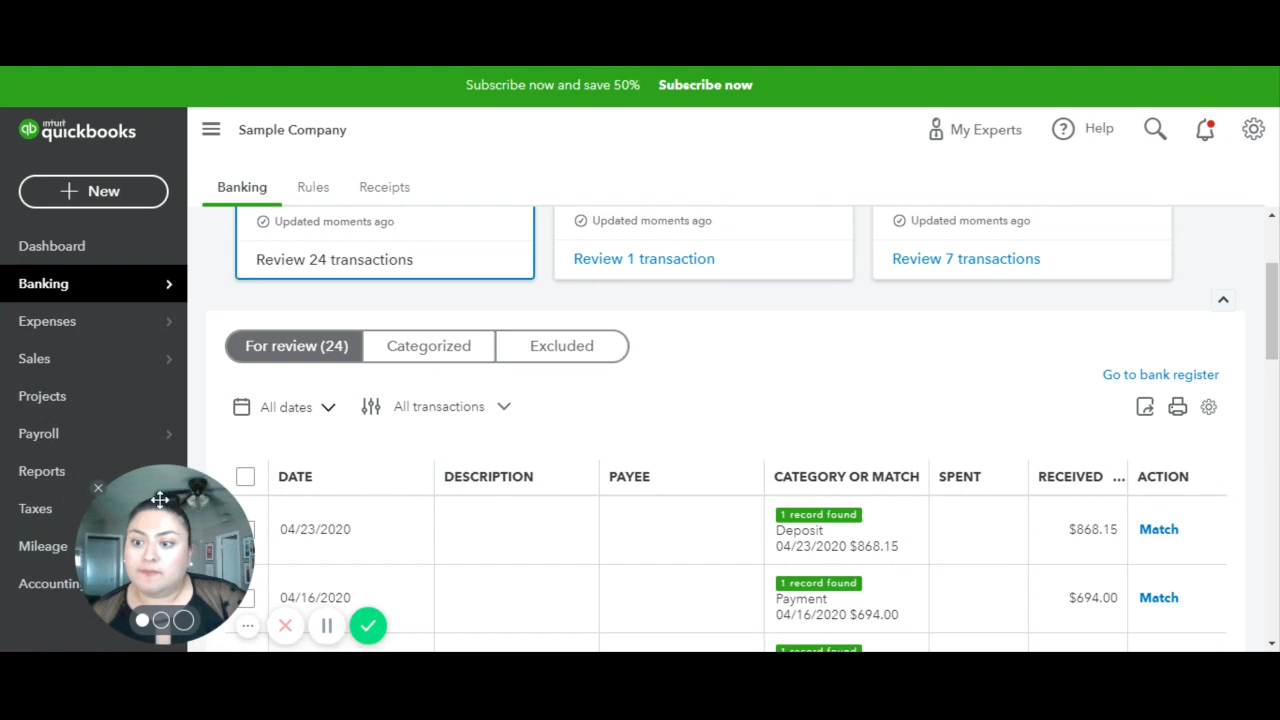 Subscribe now and save 50% Subscribe now
qb intuit quickbooks
Sample Company
My Experts
Help
New
Banking
Rules
Receipts
Updated moments ago
Updated moments ago
Updated moments ago
Review 24 transactions
Review 1 transaction
Review 7 transactions
Dashboard
Banking
Expenses
Sales
Projects
Payroll
Reports
Taxes
Mileage
Accountin
For review (24)
Categorized
Excluded
Go to bank register
All dates
All transactions
DATE DESCRIPTION PAYEE CATEGORY OR MATCH SPENT RECEIVED ... ACTION
1 record found
04/23/2020 Deposit $868.15 Match
04/23/2020 $868.15
1 record found
04/16/2020 Payment $694.00 Match
04/16/2020 $694.00
1 record found